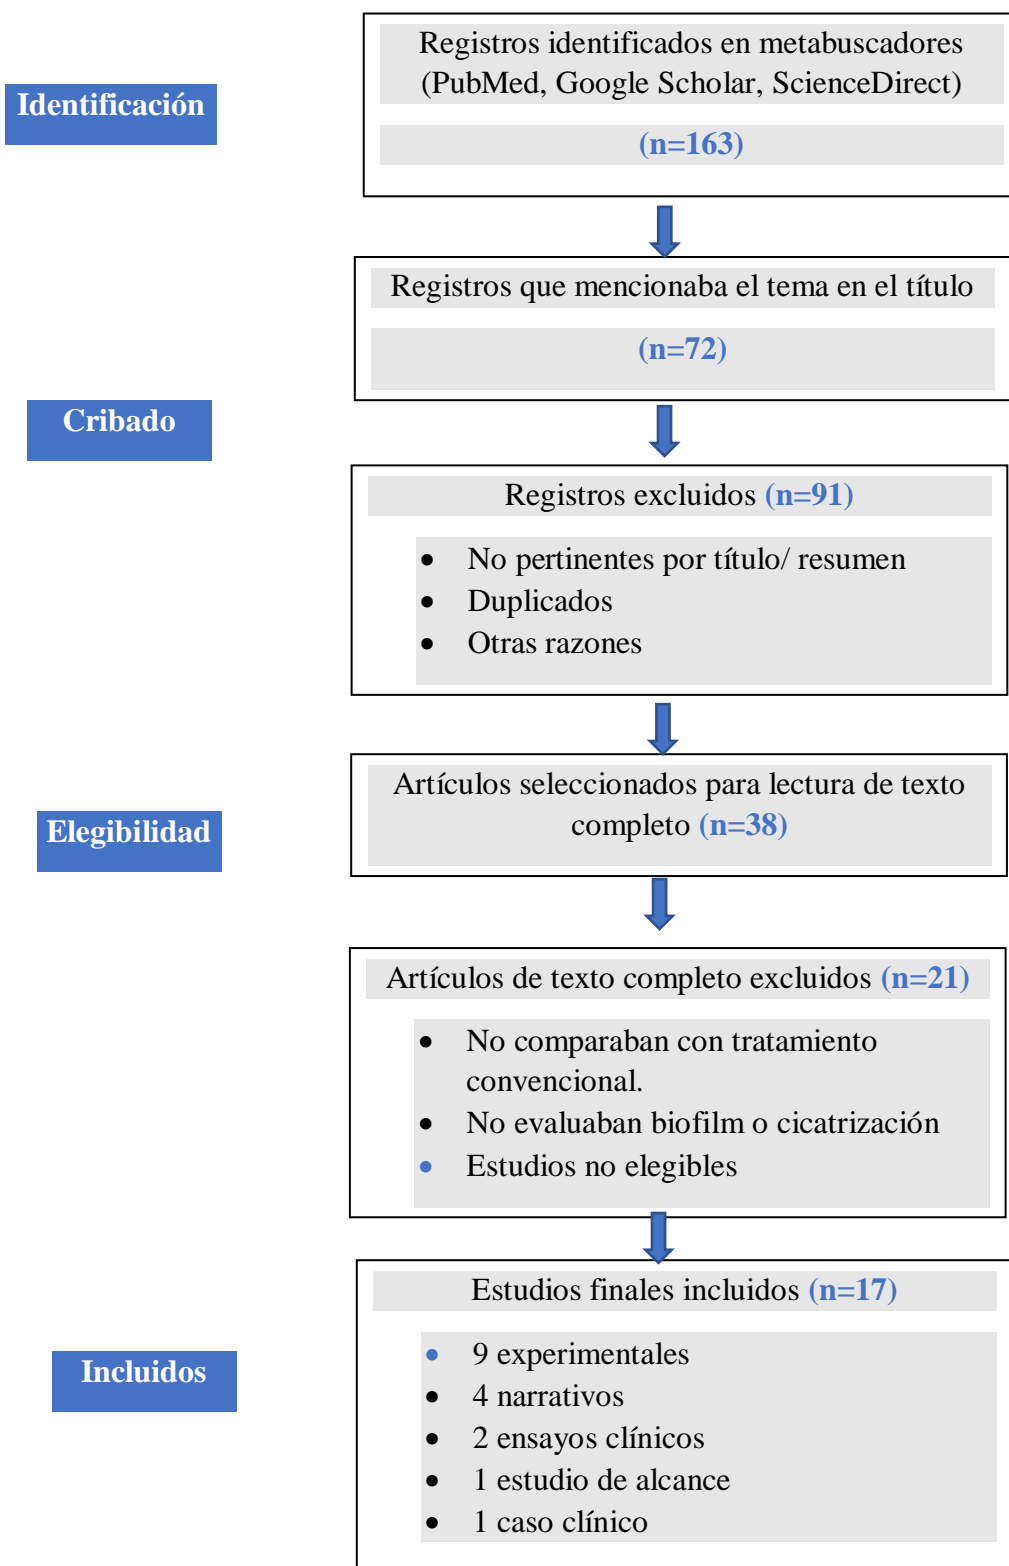 Registros identificados en metabuscadores
(PubMed, Google Scholar, ScienceDirect)
Identificación
(n=163)
Registros que mencionaba el tema en el título
(n=72)
Cribado
Registros excluidos (n=91)
• No pertinentes por título/ resumen
• Duplicados
• Otras razones
Artículos seleccionados para lectura de texto
completo (n=38)
Elegibilidad
Artículos de texto completo excluidos (n=21)
• No comparaban con tratamiento
convencional.
• No evaluaban biofilm o cicatrización
• Estudios no elegibles
Estudios finales incluidos (n=17)
Incluidos
• 9 experimentales
• 4 narrativos
• 2 ensayos clínicos
• 1 estudio de alcance
• 1 caso clínico